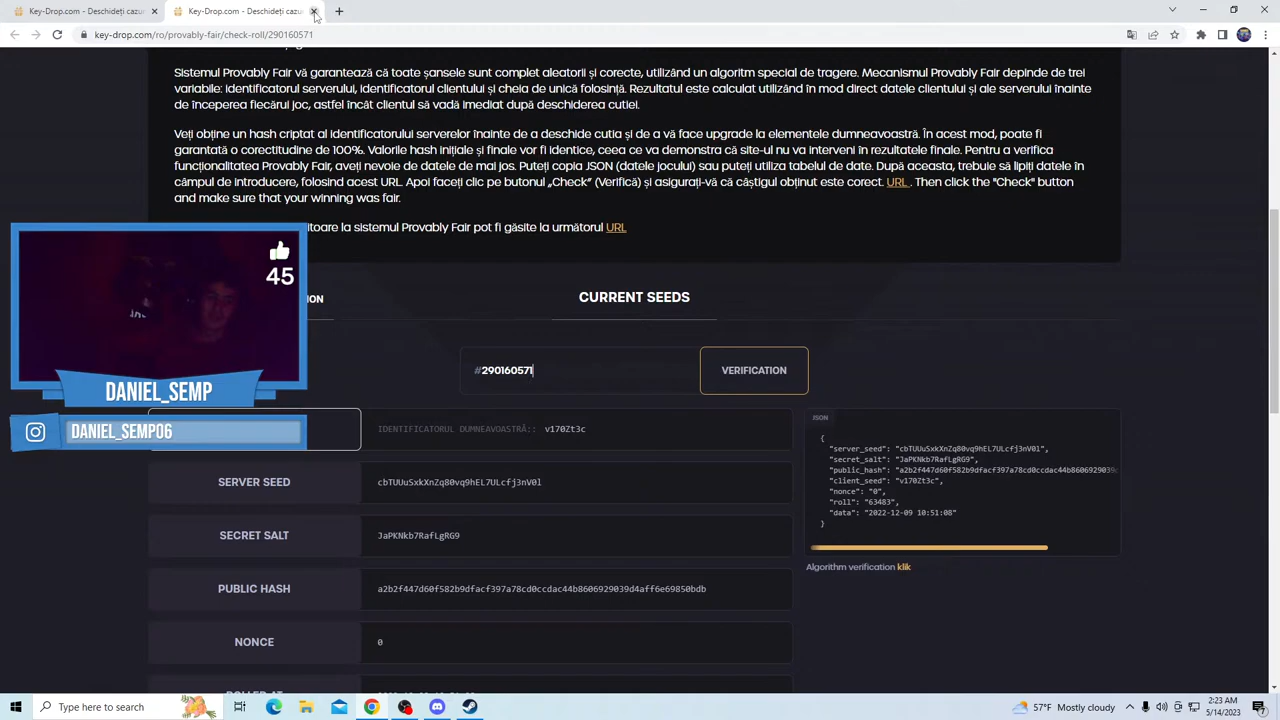 Key-Drop.com - Deschideți cazu
Key-Drop.com - Deschideți cazu
key-drop.com/ro/provably-fair/check-roll/290160571
Sistemul Provably Fair vă garantează că toate șansele sunt complet aleatorii și corecte, utilizând un algoritm special de tragere. Mecanismul Provably Fair depinde de trei
variabile: identificatorul serverului, identificatorul clientului și cheia de unică folosință. Rezultatul este calculat utilizând în mod direct datele clientului și ale serverului înainte
de începerea fiecărui joc, astfel încât clientul să vadă imediat după deschiderea cutiei.
Veți obține un hash criptat al identificatorului serverelor înainte de a deschide cutia și de a vă face upgrade la elementele dumneavoastră. În acest mod, poate fi
garantată o corectitudine de 100%. Valorile hash inițiale și finale vor fi identice, ceea ce va demonstra că site-ul nu va interveni în rezultatele finale. Pentru a verifica
funcționalitatea Provably Fair, aveți nevoie de datele de mai jos. Puteți copia JSON (datele jocului) sau puteți utiliza tabelul de date. După aceasta, trebuie să lipiți datele în
câmpul de introducere, folosind acest URL. Apoi faceți clic pe butonul „Check” (Verifică) și asigurați-vă că câștigul obținut este corect. URL . Then click the "Check" button
and make sure that your winning was fair.
itoare la sistemul Provably Fair pot fi găsite la următorul URL
45
ON
CURRENT SEEDS
#290160571
VERIFICATION
DANIEL_SEMP
DANIEL_SEMP06
IDENTIFICATORUL DUMNEAVOASTRĂ:: v170Zt3c
SERVER SEED
cbTUUuSxkXnZq80vq9hEL7ULcfj3nV0l
SECRET SALT
JaPKNkb7RafLgRG9
PUBLIC HASH
a2b2f447d60f582b9dfacf397a78cd0ccdac44b8606929039d4aff6e69850bdb
NONCE
0
JSON
{
"server_seed": "cbTUUuSxkXnZq80vq9hEL7ULcfj3nV0l",
"secret_salt": "JaPKNkb7RafLgRG9",
"public_hash": "a2b2f447d60f582b9dfacf397a78cd0ccdac44b8606929039c
"client_seed": "v170Zt3c",
"nonce": "0",
"roll": "63483",
"data": "2022-12-09 10:51:08"
}
Algorithm verification klik
Type here to search
57°F Mostly cloudy
2:23 AM
5/14/2023